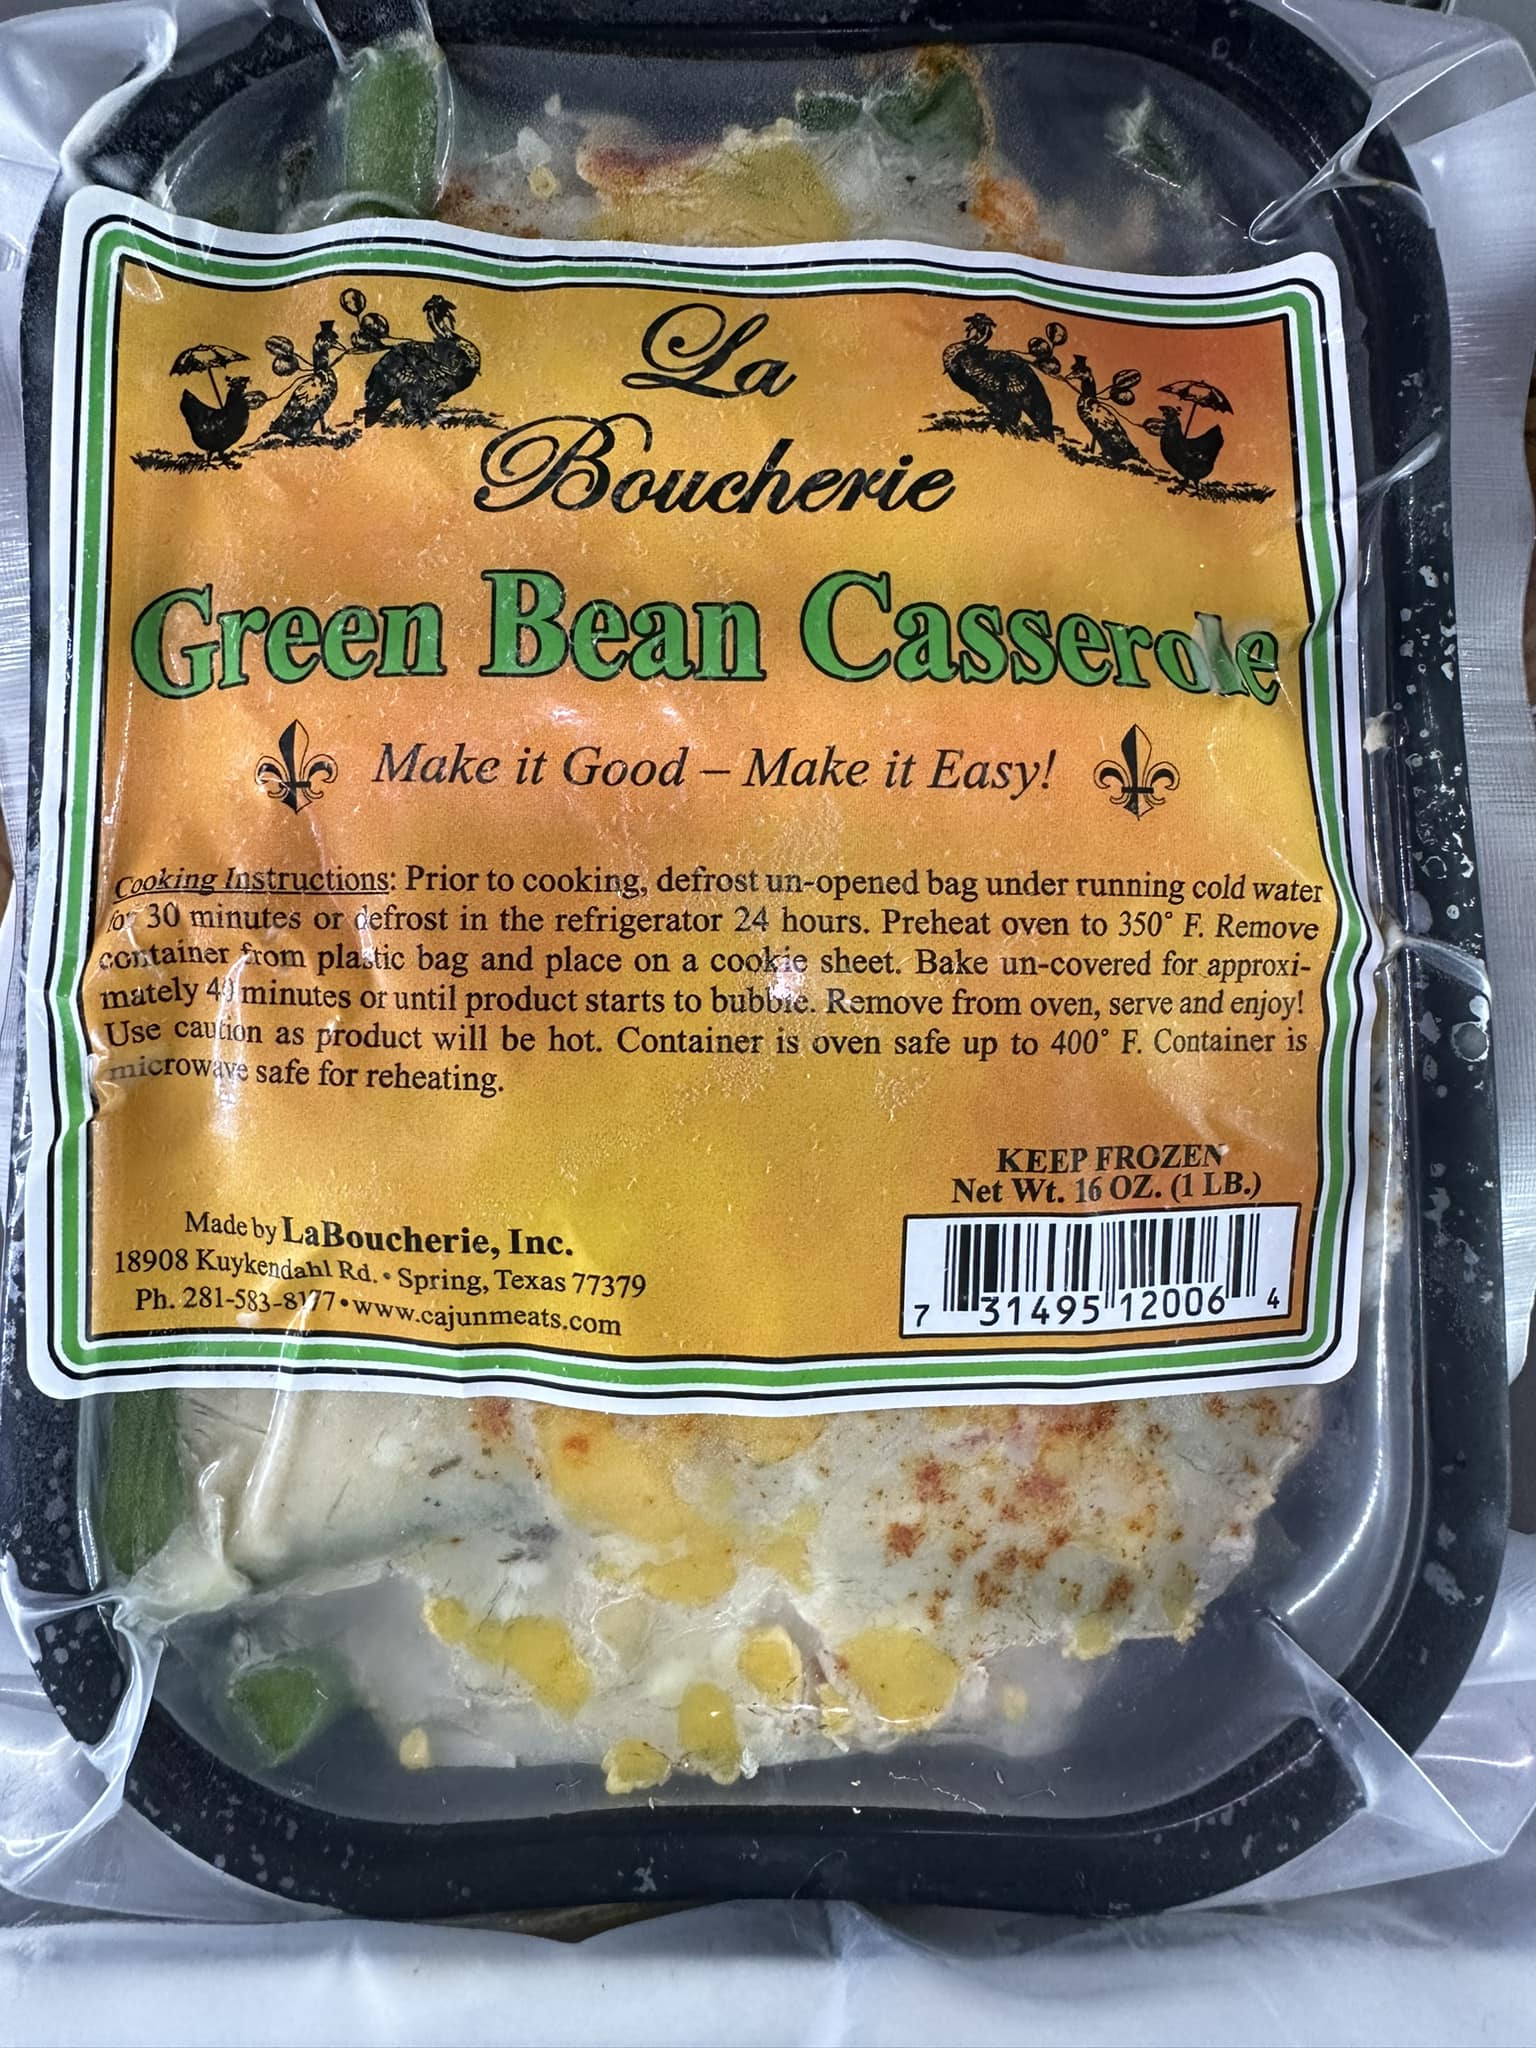 La
Boucherie
Green Bean Casserole
Make it Good – Make it Easy!
Cooking Instructions: Prior to cooking, defrost un-opened bag under running cold water
for 30 minutes or defrost in the refrigerator 24 hours. Preheat oven to 350° F. Remove
container from plastic bag and place on a cookie sheet. Bake un-covered for approxi-
mately 40 minutes or until product starts to bubble. Remove from oven, serve and enjoy!
Use caution as product will be hot. Container is oven safe up to 400° F. Container is
microwave safe for reheating.
KEEP FROZEN
Net Wt. 16 OZ. (1 LB.)
Made by LaBoucherie, Inc.
18908 Kuykendahl Rd. • Spring, Texas 77379
Ph. 281-583-8177 • www.cajunmeats.com
7 31495 12006 4